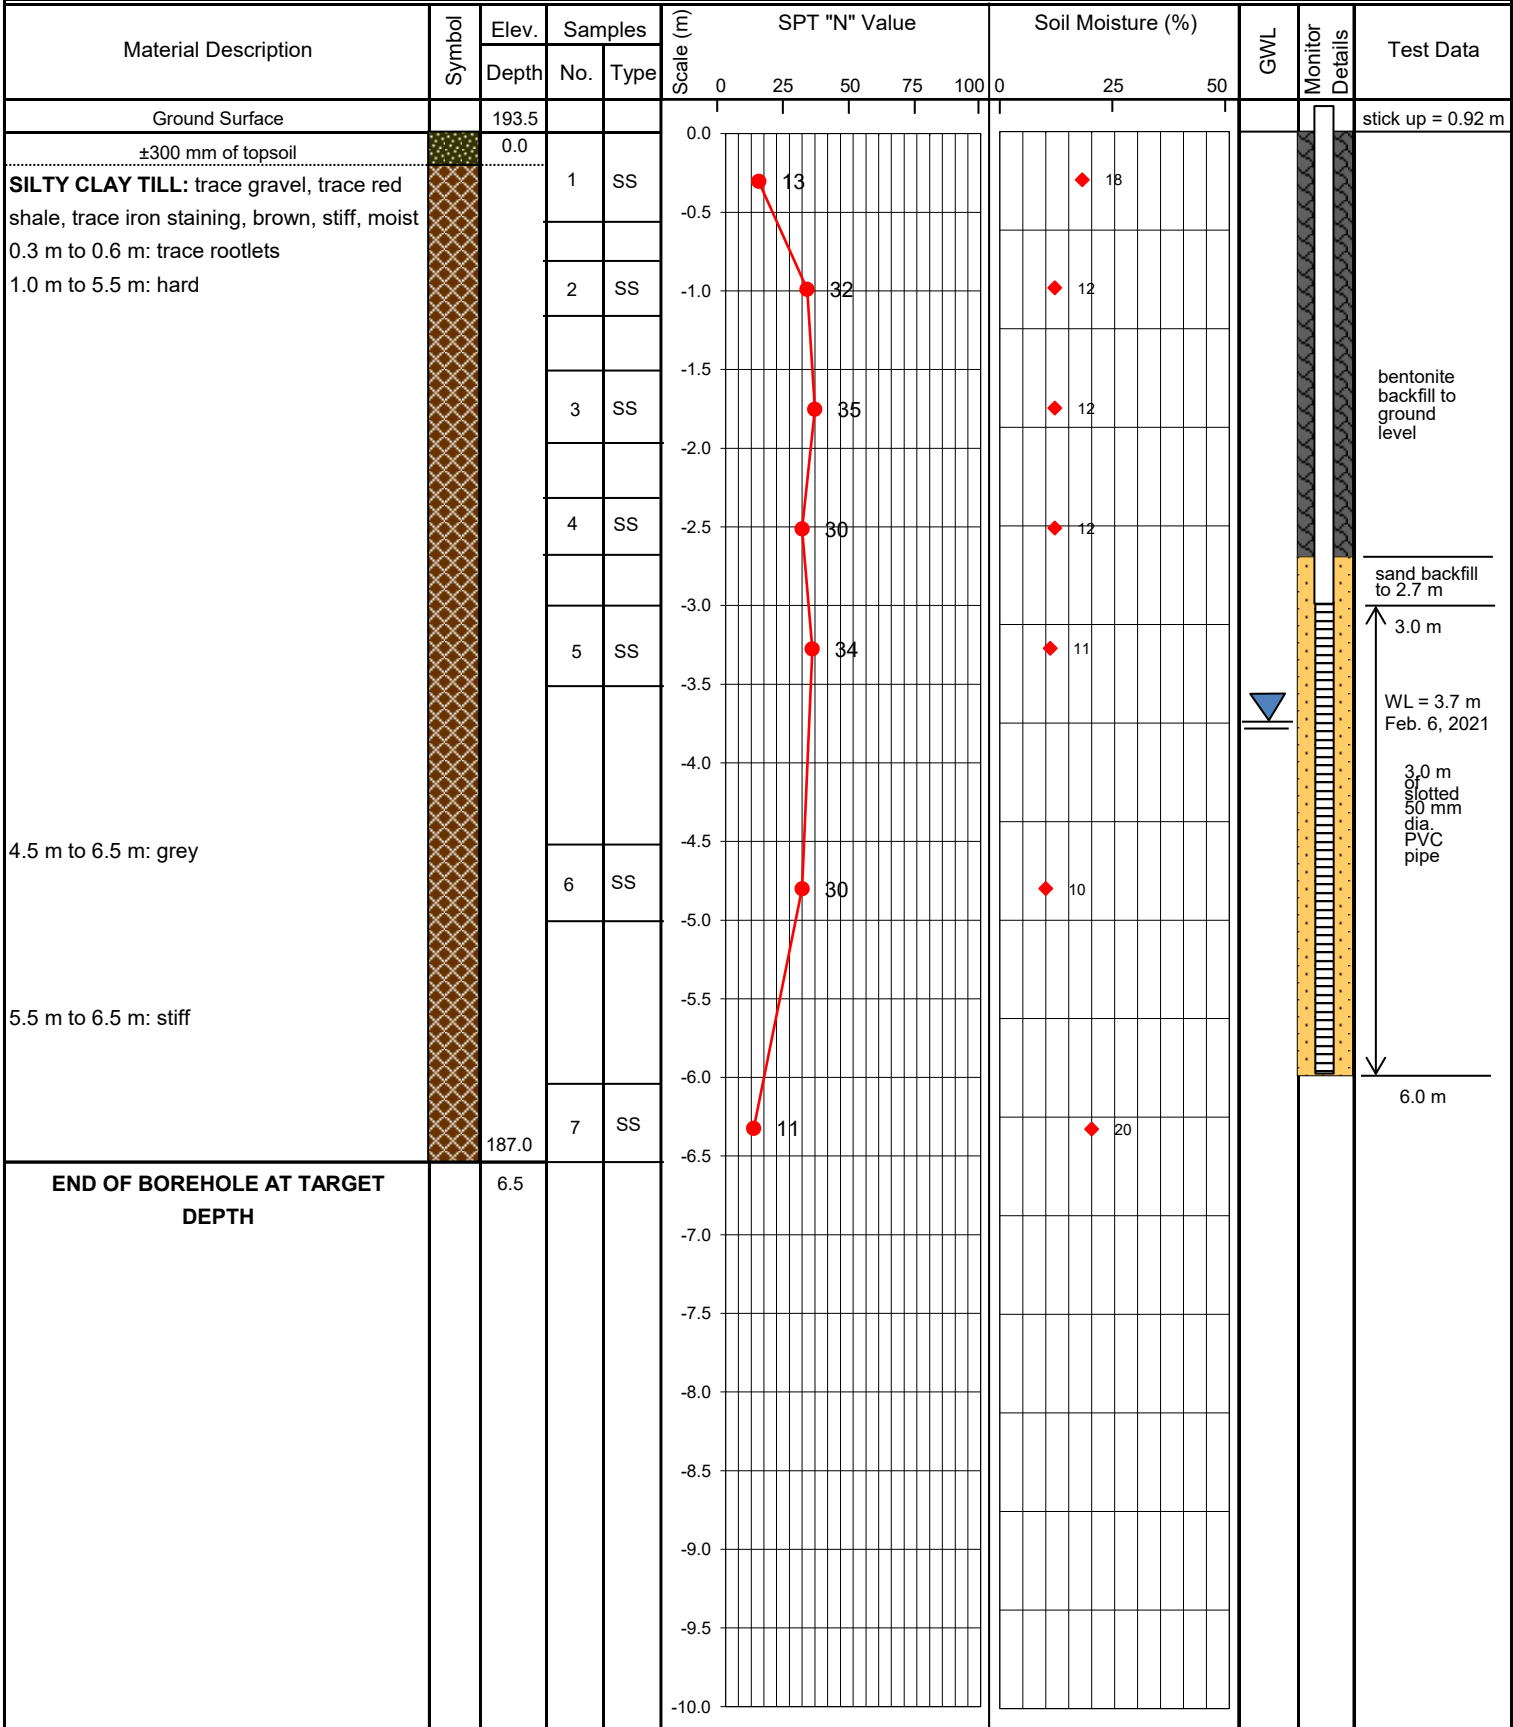 Material Description
Symbol
Elev.
Depth
Samples
No.
Type
Scale (m)
SPT "N" Value
0 25 50 75 100
Soil Moisture (%)
0 25 50
GWL
Monitor
Details
Test Data
Ground Surface
193.5
stick up = 0.92 m
±300 mm of topsoil
0.0
SILTY CLAY TILL: trace gravel, trace red
shale, trace iron staining, brown, stiff, moist
0.3 m to 0.6 m: trace rootlets
1.0 m to 5.5 m: hard
4.5 m to 6.5 m: grey
5.5 m to 6.5 m: stiff
187.0
END OF BOREHOLE AT TARGET
DEPTH
6.5
1 SS
2 SS
3 SS
4 SS
5 SS
6 SS
7 SS
0.0
-0.5
-1.0
-1.5
-2.0
-2.5
-3.0
-3.5
-4.0
-4.5
-5.0
-5.5
-6.0
-6.5
-7.0
-7.5
-8.0
-8.5
-9.0
-9.5
-10.0
13
32
35
30
34
30
11
18
12
12
12
11
10
20
bentonite
backfill to
ground
level
sand backfill
to 2.7 m
3.0 m
WL = 3.7 m
Feb. 6, 2021
3.0 m
of
slotted
50 mm
dia.
PVC
pipe
6.0 m